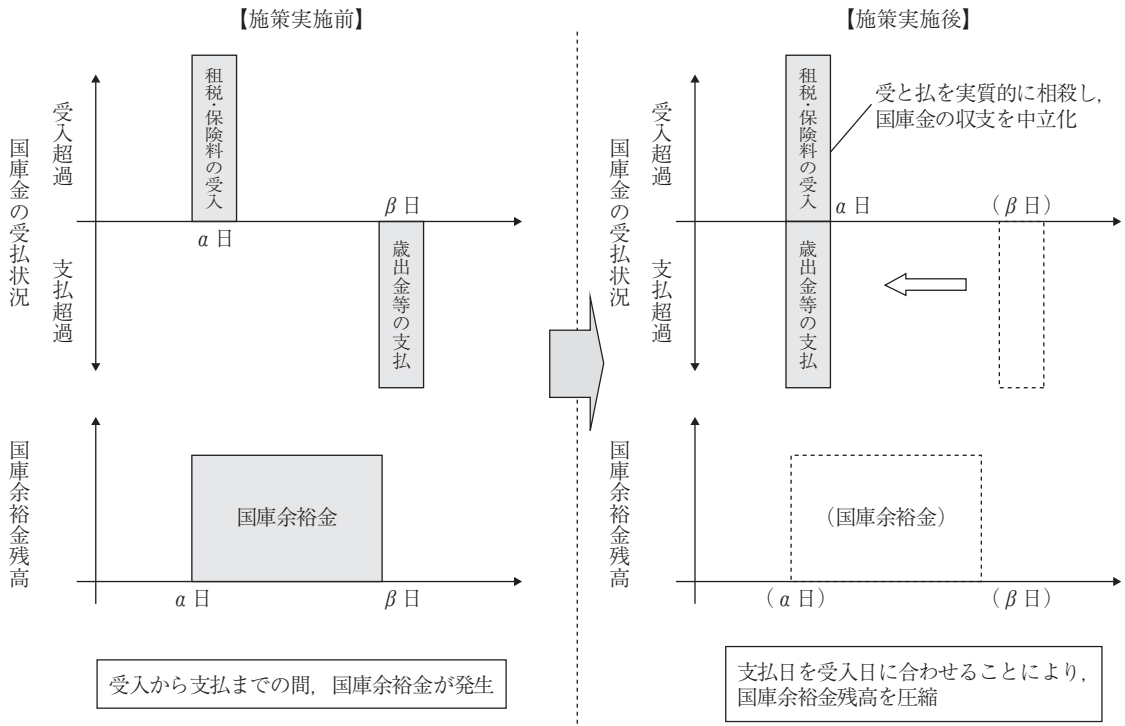 【施策実施前】
国庫金の受払状況
受入超過
支払超過
租税・保険料の受入
α日
β日
歳出金等の支払
国庫余裕金残高
国庫余裕金
α日
β日
受入から支払までの間，国庫余裕金が発生
【施策実施後】
国庫金の受払状況
受入超過
支払超過
租税・保険料の受入
受と払を実質的に相殺し，
国庫金の収支を中立化
α日
（β日）
歳出金等の支払
国庫余裕金残高
（国庫余裕金）
（α日）
（β日）
支払日を受入日に合わせることにより，
国庫余裕金残高を圧縮